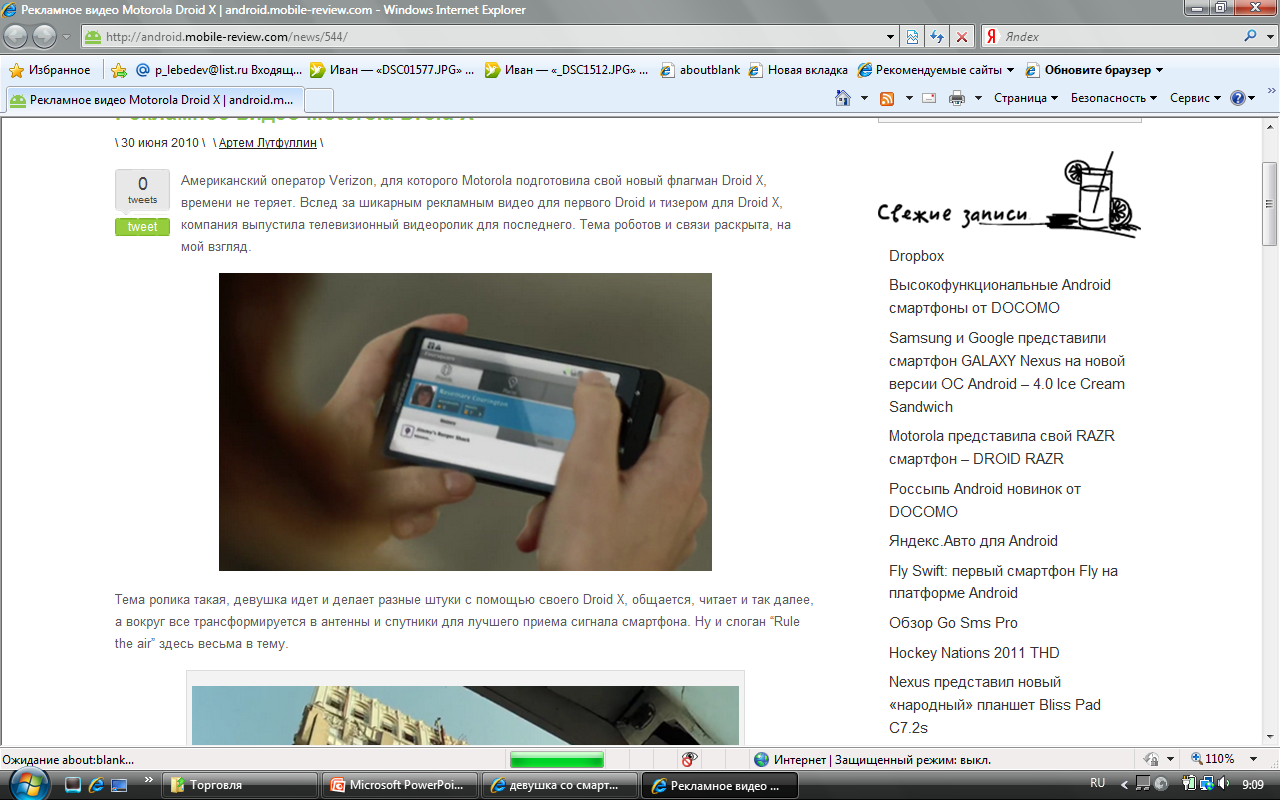 Рекламное видео Motorola Droid X | android.mobile-review.com - Windows Internet Explorer
http://android.mobile-review.com/news/544/
Яndex
Избранное
p_lebedev@list.ru Входящ...
Иван — «DSC01577.JPG» ...
Иван — «_DSC1512.JPG» ...
aboutblank
Новая вкладка
Рекомендуемые сайты
Обновите браузер
Рекламное видео Motorola Droid X | android.m...
Страница
Безопасность
Сервис
Рекламное видео Motorola Droid X
\ 30 июня 2010 \ \ Артем Лутфуллин \
0
tweets
tweet
Американский оператор Verizon, для которого Motorola подготовила свой новый флагман Droid X,
времени не теряет. Вслед за шикарным рекламным видео для первого Droid и тизером для Droid X,
компания выпустила телевизионный видеоролик для последнего. Тема роботов и связи раскрыта, на
мой взгляд.
Foursquare
Rosemary Courrington
Тема ролика такая, девушка идет и делает разные штуки с помощью своего Droid X, общается, читает и так далее,
а вокруг все трансформируется в антенны и спутники для лучшего приема сигнала смартфона. Ну и слоган “Rule
the air” здесь весьма в тему.
Свежие записи
Dropbox
Высокофункциональные Android
смартфоны от DOCOMO
Samsung и Google представили
смартфон GALAXY Nexus на новой
версии ОС Android – 4.0 Ice Cream
Sandwich
Motorola представила свой RAZR
смартфон – DROID RAZR
Россыпь Android новинок от
DOCOMO
Яндекс.Авто для Android
Fly Swift: первый смартфон Fly на
платформе Android
Обзор Go Sms Pro
Hockey Nations 2011 THD
Nexus представил новый
«народный» планшет Bliss Pad
C7.2s
Ожидание about:blank...
Интернет | Защищенный режим: выкл.
110%
Торговля
Microsoft PowerPoi...
девушка со смарт...
Рекламное видео ...
RU
9:09